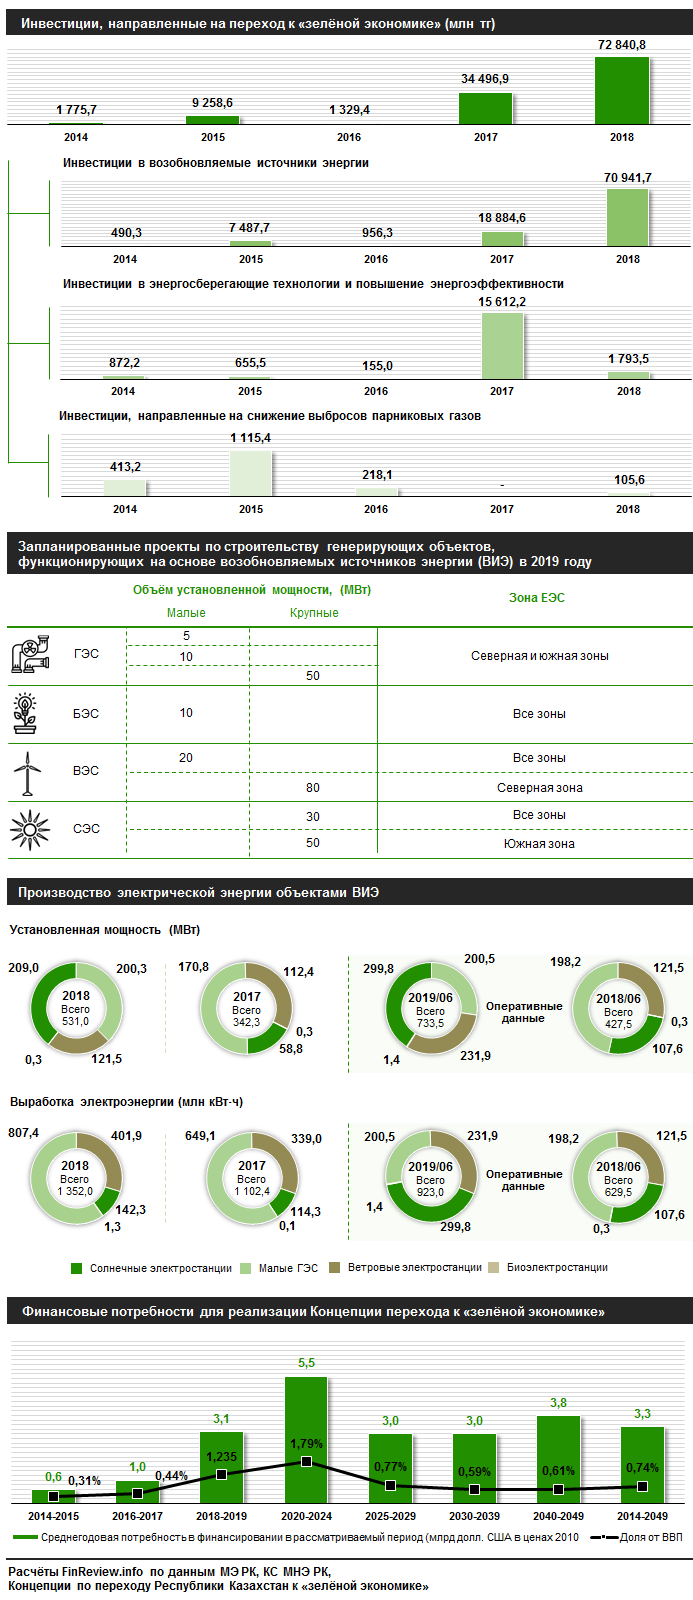 Инвестиции, направленные на переход к «зелёной экономике» (млн тг)
1 775,7 9 258,6 1 329,4 34 496,9 72 840,8
2014 2015 2016 2017 2018
Инвестиции в возобновляемые источники энергии
490,3 7 487,7 956,3 18 884,6 70 941,7
2014 2015 2016 2017 2018
Инвестиции в энергосберегающие технологии и повышение энергоэффективности
872,2 655,5 155,0 15 612,2 1 793,5
2014 2015 2016 2017 2018
Инвестиции, направленные на снижение выбросов парниковых газов
413,2 1 115,4 218,1 - 105,6
2014 2015 2016 2017 2018
Запланированные проекты по строительству генерирующих объектов,
функционирующих на основе возобновляемых источников энергии (ВИЭ) в 2019 году
Объём установленной мощности, (МВт) Зона ЕЭС
Малые Крупные
ГЭС 5
10 Северная и южная зоны
50
БЭС 10 Все зоны
ВЭС 20 Все зоны
80 Северная зона
СЭС 30 Все зоны
50 Южная зона
Производство электрической энергии объектами ВИЭ
Установленная мощность (МВт)
209,0 200,3 2018 Всего 531,0 0,3 121,5
170,8 112,4 2017 Всего 342,3 0,3 58,8
299,8 200,5 2019/06 Всего 733,5 1,4 231,9
Оперативные данные
198,2 121,5 2018/06 Всего 427,5 0,3 107,6
Выработка электроэнергии (млн кВт-ч)
807,4 401,9 2018 Всего 1 352,0 142,3 1,3
649,1 339,0 2017 Всего 1 102,4 114,3 0,1
200,5 231,9 2019/06 Всего 923,0 1,4 299,8
Оперативные данные
198,2 121,5 2018/06 Всего 629,5 107,6 0,3
Солнечные электростанции Малые ГЭС Ветровые электростанции Биоэлектростанции
Финансовые потребности для реализации Концепции перехода к «зелёной экономике»
0,6 1,0 3,1 5,5 3,0 3,0 3,8 3,3
0,31% 0,44% 1,235 1,79% 0,77% 0,59% 0,61% 0,74%
2014-2015 2016-2017 2018-2019 2020-2024 2025-2029 2030-2039 2040-2049 2014-2049
Среднегодовая потребность в финансировании в рассматриваемый период (млрд долл. США в ценах 2010 Доля от ВВП
Расчёты FinReview.info по данным МЭ РК, КС МНЭ РК,
Концепции по переходу Республики Казахстан к «зелёной экономике»